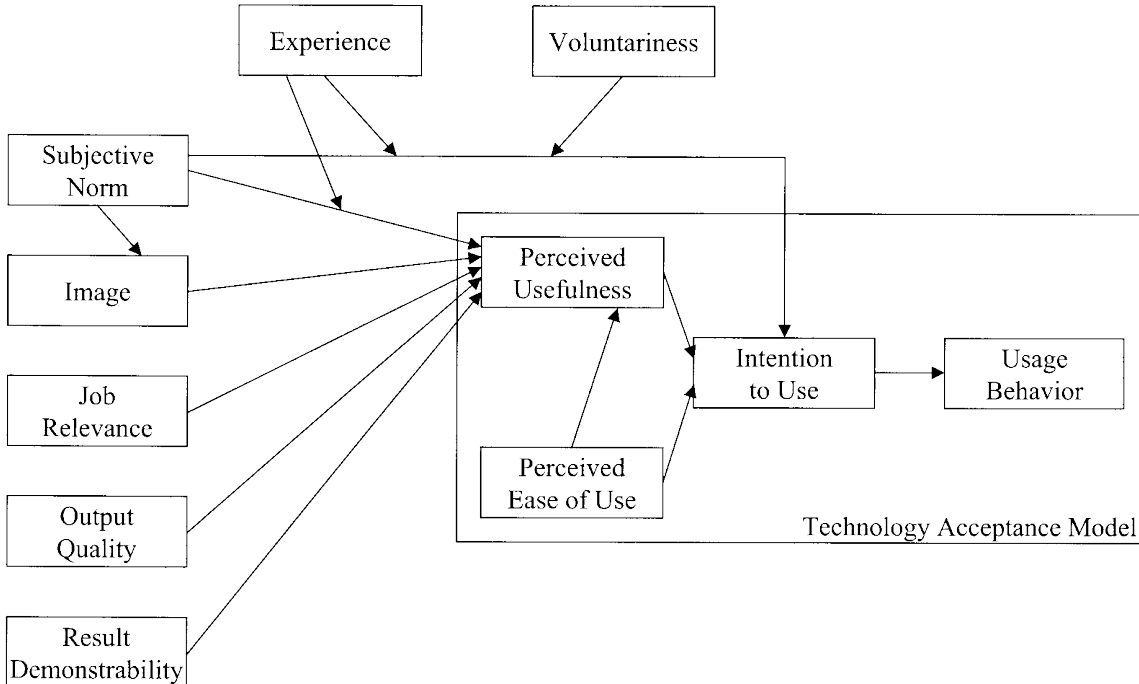 Experience
Voluntariness
Subjective
Norm
Image
Job
Relevance
Output
Quality
Result
Demonstrability
Perceived
Usefulness
Perceived
Ease of Use
Intention
to Use
Usage
Behavior
Technology Acceptance Model